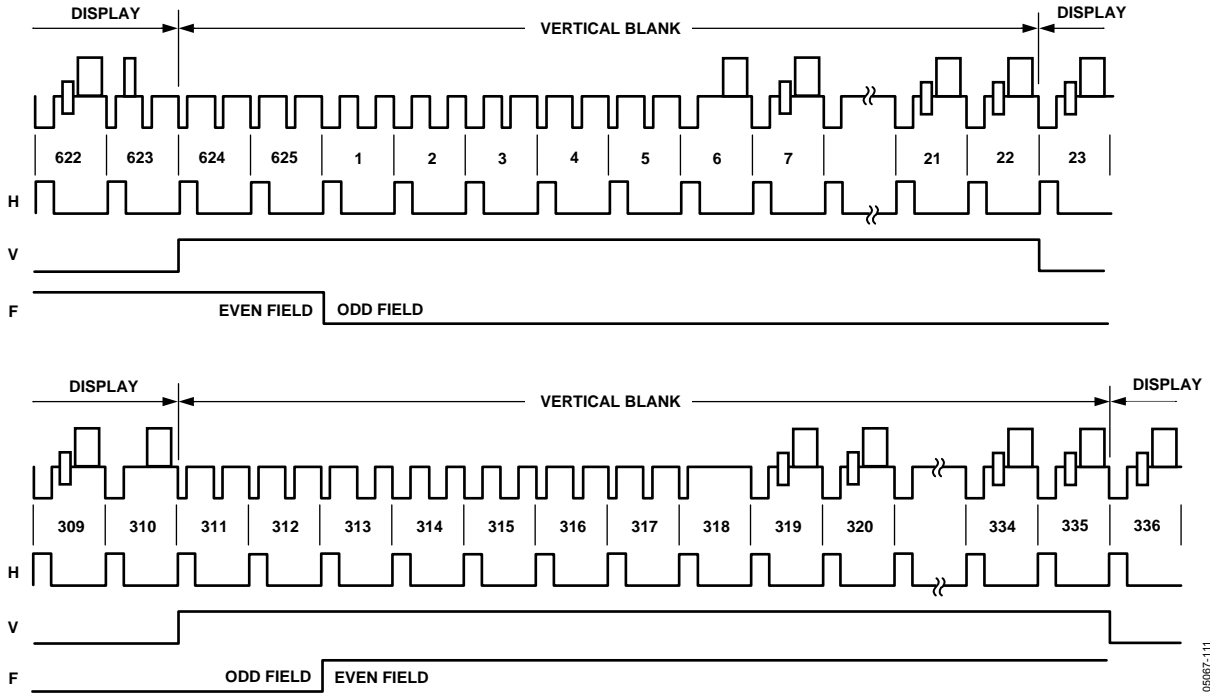 DISPLAY VERTICAL BLANK DISPLAY
622 623 624 625 1 2 3 4 5 6 7 21 22 23
H
V
F EVEN FIELD ODD FIELD
DISPLAY VERTICAL BLANK DISPLAY
309 310 311 312 313 314 315 316 317 318 319 320 334 335 336
H
V
F ODD FIELD EVEN FIELD
05067-111